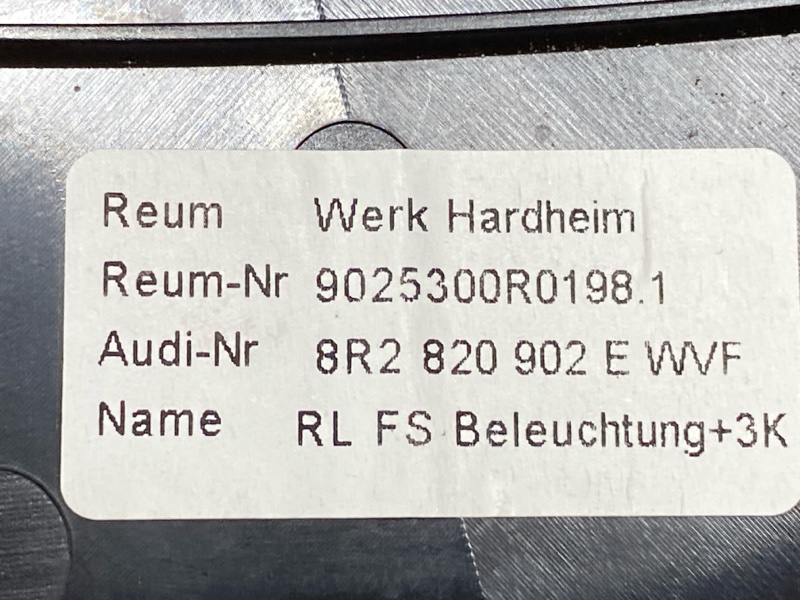 Reum Werk Hardheim
Reum-Nr 9025300R0198.1
Audi-Nr 8R2 820 902 E WVF
Name RL FS Beleuchtung+3K